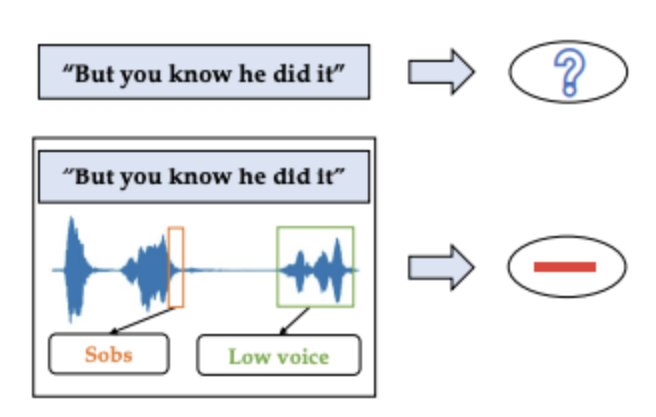 “But you know he did it”
?
“But you know he did it”
Sobs
Low voice